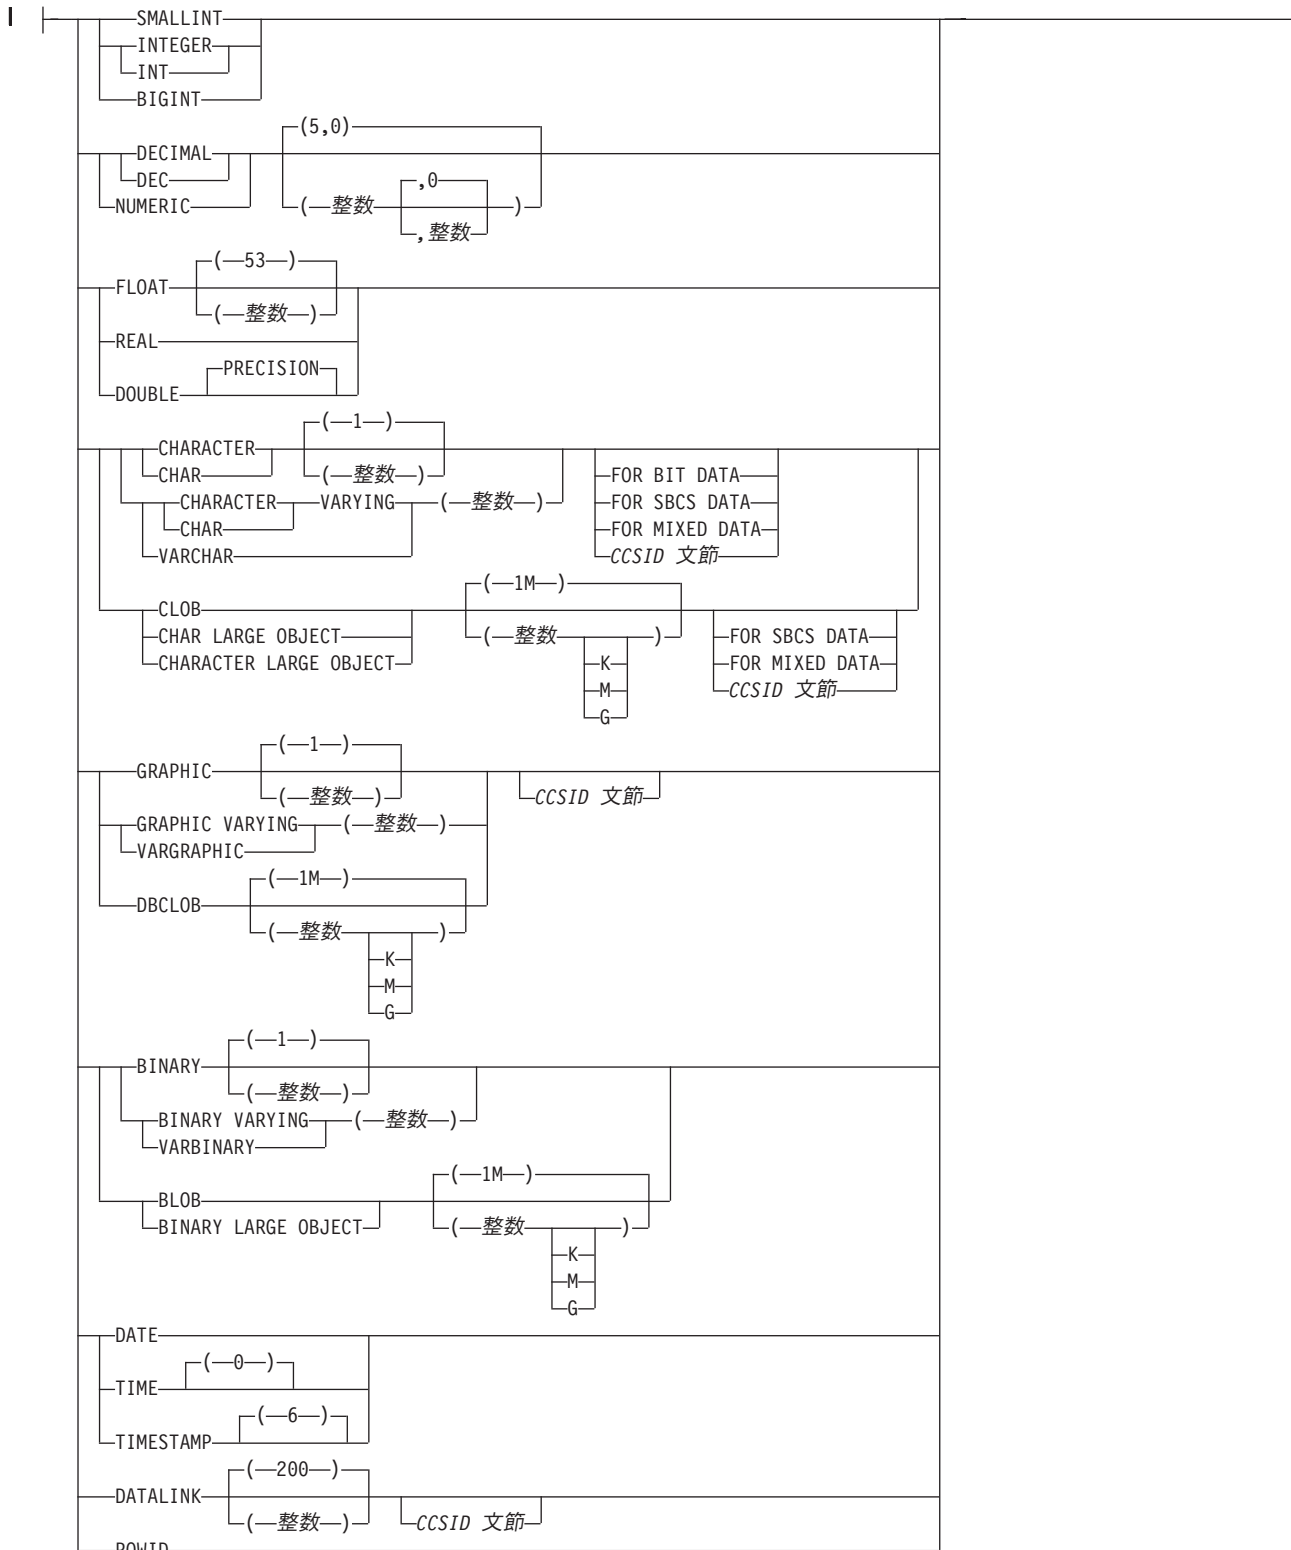 SMALLINT
INTEGER
INT
BIGINT
(5,0)
DECIMAL
DEC
NUMERIC
,0
( 整数 )
,整数
( 53 )
FLOAT
( 整数 )
REAL
PRECISION
DOUBLE
( 1 )
CHARACTER
CHAR ( 整数 ) FOR BIT DATA
CHARACTER VARYING ( 整数 ) FOR SBCS DATA
CHAR FOR MIXED DATA
VARCHAR CCSID 文節
( 1M )
CLOB
CHAR LARGE OBJECT ( 整数 ) FOR SBCS DATA
CHARACTER LARGE OBJECT K FOR MIXED DATA
M CCSID 文節
G
( 1 )
GRAPHIC
( 整数 ) CCSID 文節
GRAPHIC VARYING ( 整数 )
VARGRAPHIC
( 1M )
DBCLOB
( 整数 )
K
M
G
( 1 )
BINARY
( 整数 )
BINARY VARYING ( 整数 )
VARBINARY
( 1M )
BLOB
BINARY LARGE OBJECT ( 整数 )
K
M
G
DATE
( 0 )
TIME
( 6 )
TIMESTAMP
( 200 )
DATALINK
( 整数 ) CCSID 文節
ROWID